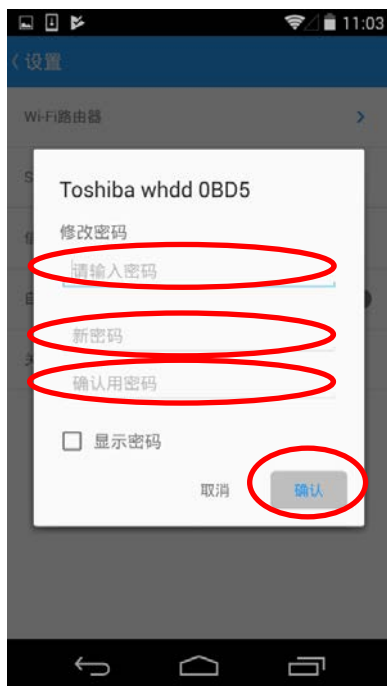 11:03
〈 设置
Wi-Fi路由器
S
Toshiba whdd 0BD5
修改密码
请输入密码
新密码
确认用密码
显示密码
取消 确认